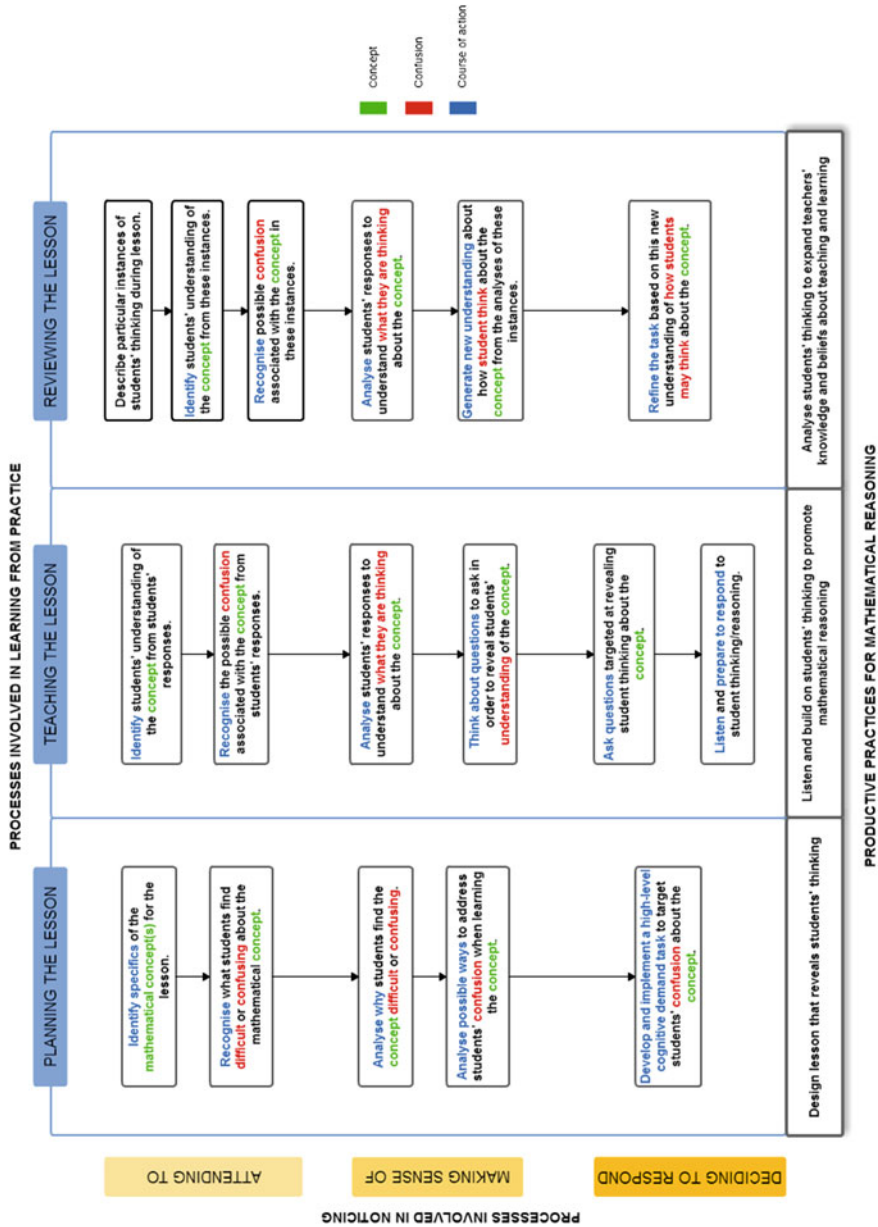 PROCESSES INVOLVED IN LEARNING FROM PRACTICE
PLANNING THE LESSON
TEACHING THE LESSON
REVIEWING THE LESSON
PROCESSES INVOLVED IN NOTICING
ATTENDING TO
Identify specifics of the
mathematical concept(s) for the
lesson.
Recognise what students find
difficult or confusing about the
mathematical concept.
Identify students' understanding of
the concept from students'
responses.
Recognise the possible confusion
associated with the concept from
students' responses.
Describe particular instances of
students' thinking during lesson.
Identify students' understanding of
the concept from these instances.
Recognise possible confusion
associated with the concept in
these instances.
MAKING SENSE OF
Analyse why students find the
concept difficult or confusing.
Analyse possible ways to address
students' confusion when learning
the concept.
Analyse students' responses to
understand what they are thinking
about the concept.
Think about questions to ask in
order to reveal students'
understanding of the concept.
Analyse students' responses to
understand what they are thinking
about the concept.
Generate new understanding about
how student think about the
concept from the analyses of these
instances.
DECIDING TO RESPOND
Develop and implement a high-level
cognitive demand task to target
students' confusion about the
concept.
Ask questions targeted at revealing
student thinking about the
concept.
Listen and prepare to respond to
student thinking/reasoning.
Refine the task based on this new
understanding of how students
may think about the concept.
Design lesson that reveals students' thinking
Listen and build on students' thinking to promote
mathematical reasoning
Analyse students' thinking to expand teachers'
knowledge and beliefs about teaching and learning
PRODUCTIVE PRACTICES FOR MATHEMATICAL REASONING
Concept
Confusion
Course of action